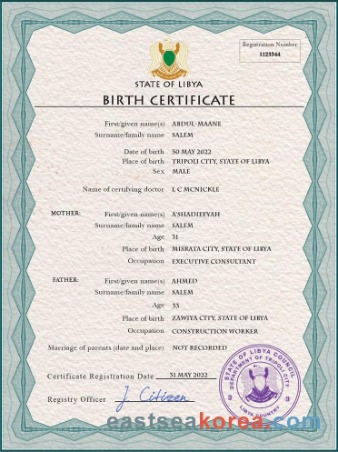 Registration Number
1125564
STATE OF LIBYA
BIRTH CERTIFICATE
First/given name(s) ABDUL-MAANE
Surname/family name SALEM
Date of birth 30 MAY 2022
Place of birth TRIPOLI CITY, STATE OF LIBYA
Sex MALE
Name of certifying doctor L C MCNICKLE
MOTHER: First/given name(s) A'SHADIEYYAH
Surname/family name SALEM
Age 31
Place of birth MISRATA CITY, STATE OF LIBYA
Occupation EXECUTIVE CONSULTANT
FATHER: First/given name(s) AHMED
Surname/family name SALEM
Age 33
Place of birth ZAWIYA CITY, STATE OF LIBYA
Occupation CONSTRUCTION WORKER
Marriage of parents (date and place) NOT RECORDED
Certificate Registration Date 31 MAY 2022
Registry Officer J. Citizen
STATE OF LIBYA COUNCIL
DEPARTMENT OF TRIPOLI CITY
LIBYA COUNTRY
eastseakorea.com